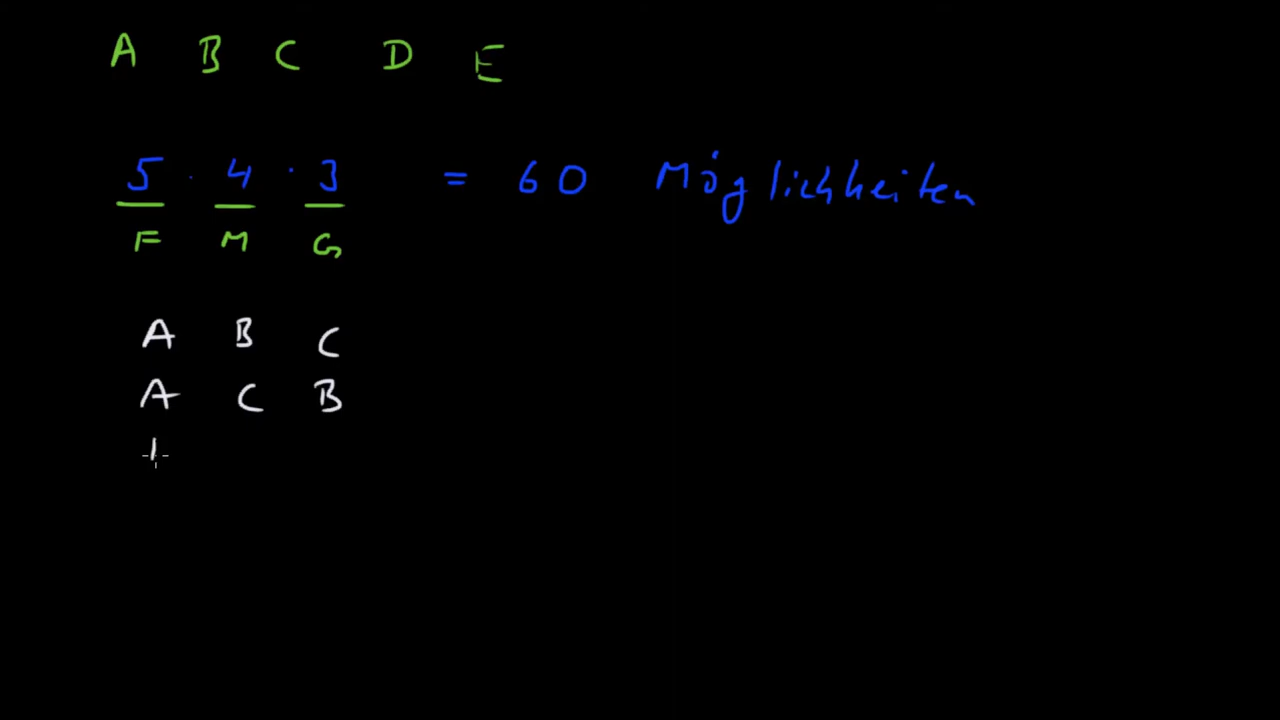 A B C D E
5 · 4 · 3 = 60 Möglichkeiten
F M G
A B C
A C B